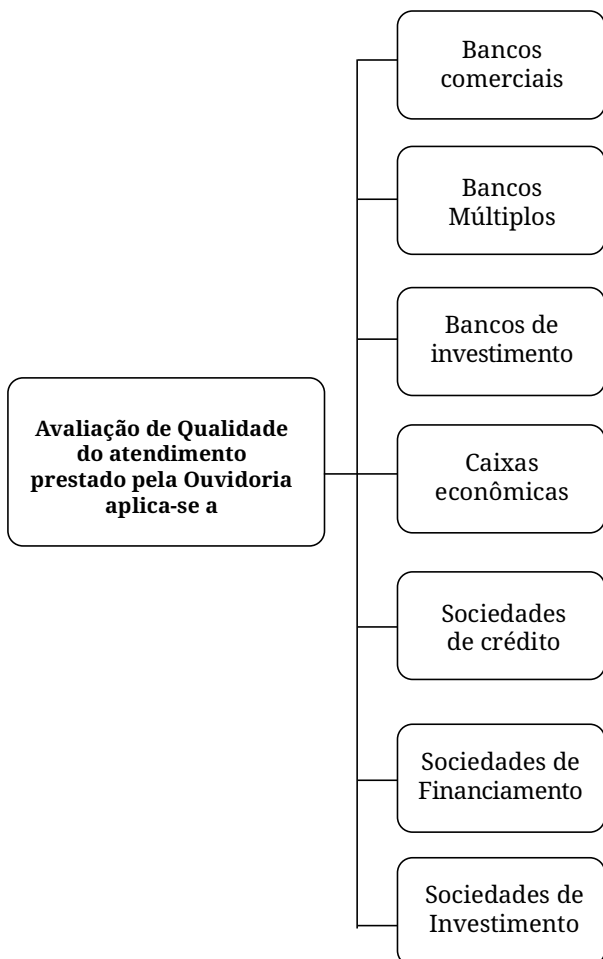 Bancos
comerciais
Bancos
Múltiplos
Bancos de
investimento
Avaliação de Qualidade
do atendimento
prestado pela Ouvidoria
aplica-se a
Caixas
econômicas
Sociedades
de crédito
Sociedades de
Financiamento
Sociedades de
Investimento